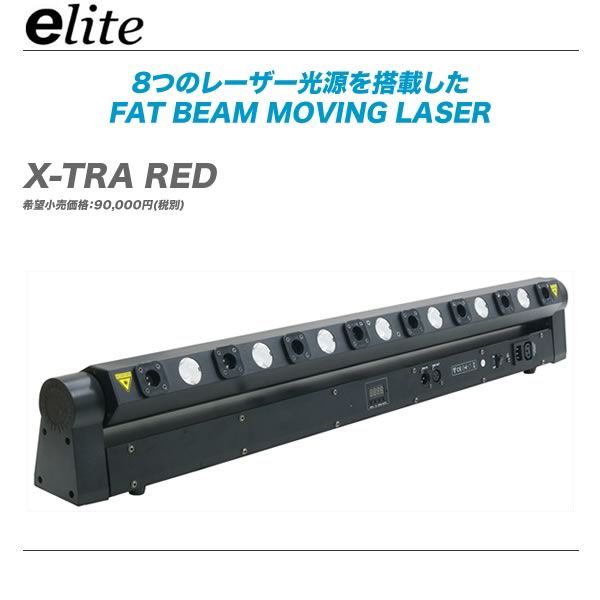 elite
8つのレーザー光源を搭載した
FAT BEAM MOVING LASER
X-TRA RED
希望小売価格：90,000円(税別)